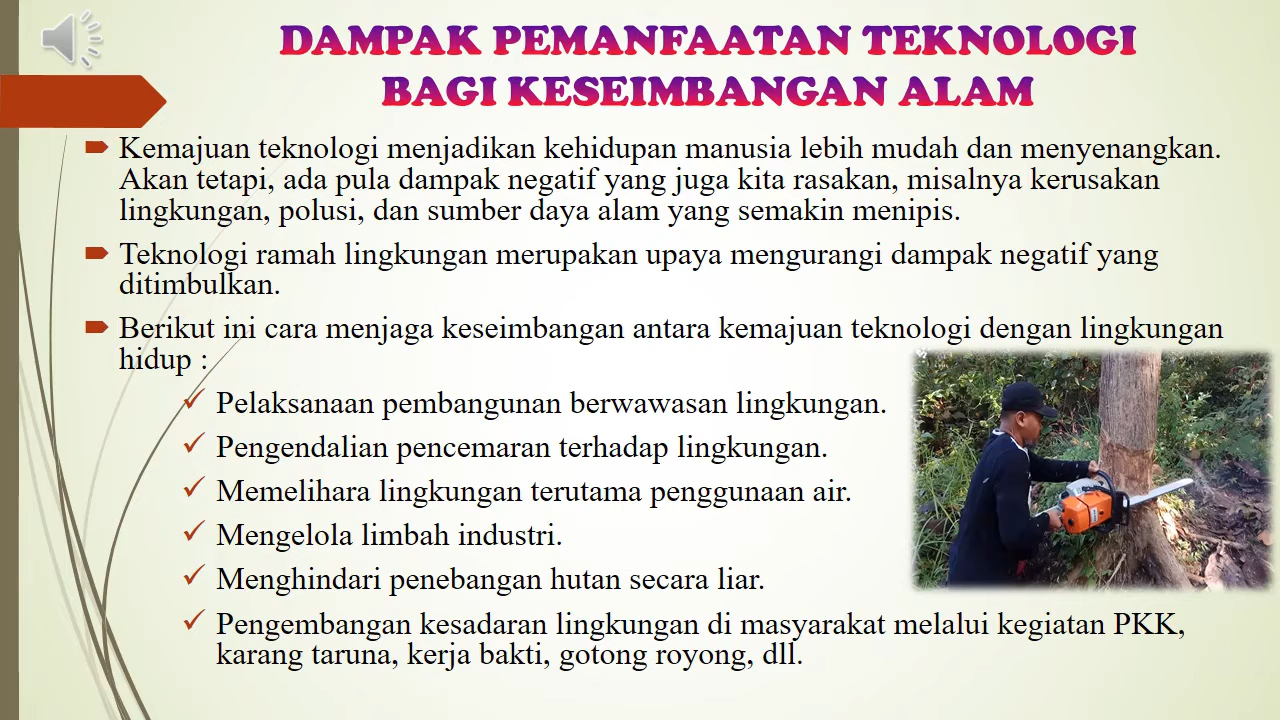 DAMPAK PEMANFAATAN TEKNOLOGI
BAGI KESEIMBANGAN ALAM
Kemajuan teknologi menjadikan kehidupan manusia lebih mudah dan menyenangkan.
Akan tetapi, ada pula dampak negatif yang juga kita rasakan, misalnya kerusakan
lingkungan, polusi, dan sumber daya alam yang semakin menipis.
Teknologi ramah lingkungan merupakan upaya mengurangi dampak negatif yang
ditimbulkan.
Berikut ini cara menjaga keseimbangan antara kemajuan teknologi dengan lingkungan
hidup :
Pelaksanaan pembangunan berwawasan lingkungan.
Pengendalian pencemaran terhadap lingkungan.
Memelihara lingkungan terutama penggunaan air.
Mengelola limbah industri.
Menghindari penebangan hutan secara liar.
Pengembangan kesadaran lingkungan di masyarakat melalui kegiatan PKK,
karang taruna, kerja bakti, gotong royong, dll.